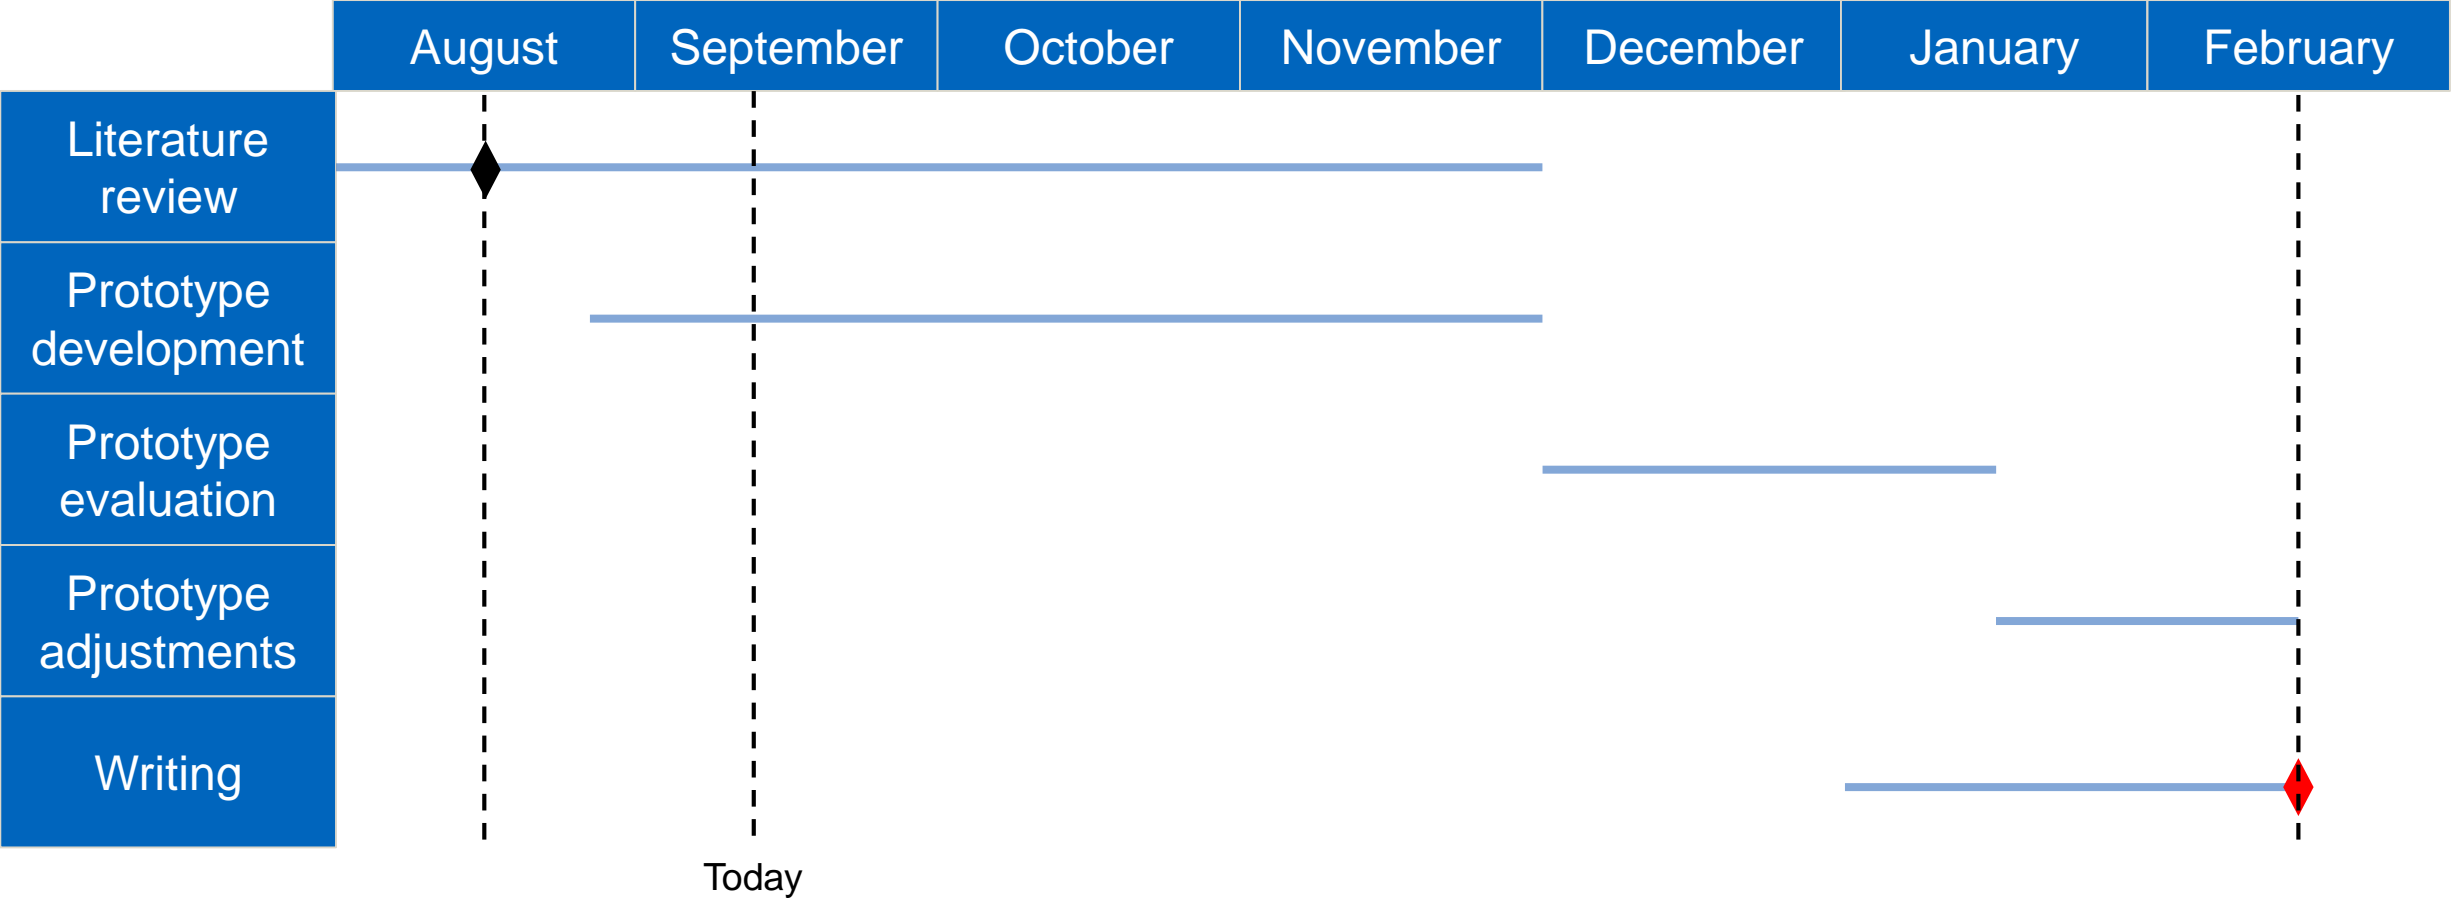 August September October November December January February
Literature
review
Prototype
development
Prototype
evaluation
Prototype
adjustments
Writing
Today